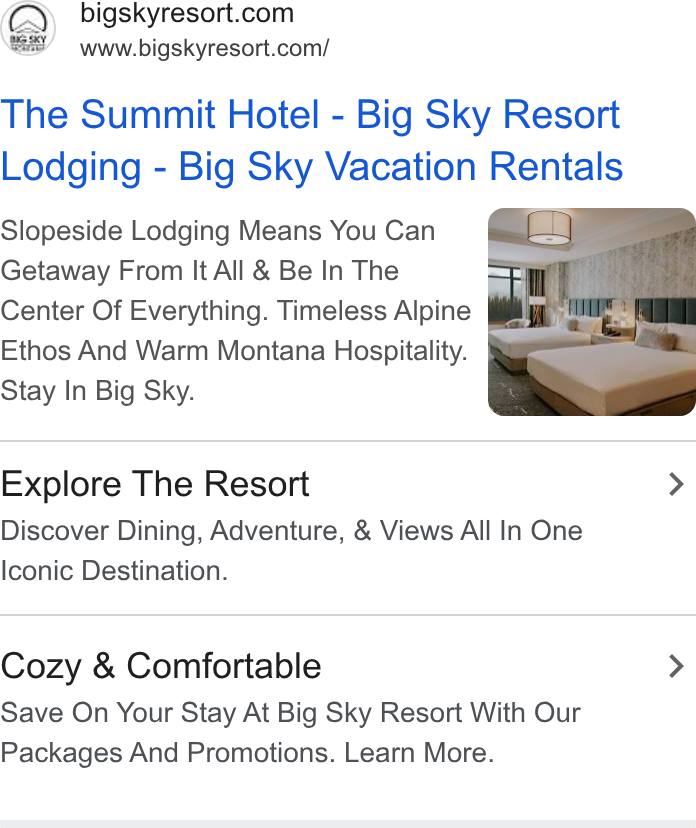 bigskyresort.com
www.bigskyresort.com/
BIG SKY
The Summit Hotel - Big Sky Resort
Lodging - Big Sky Vacation Rentals
Slopeside Lodging Means You Can
Getaway From It All & Be In The
Center Of Everything. Timeless Alpine
Ethos And Warm Montana Hospitality.
Stay In Big Sky.
Explore The Resort
Discover Dining, Adventure, & Views All In One
Iconic Destination.
Cozy & Comfortable
Save On Your Stay At Big Sky Resort With Our
Packages And Promotions. Learn More.